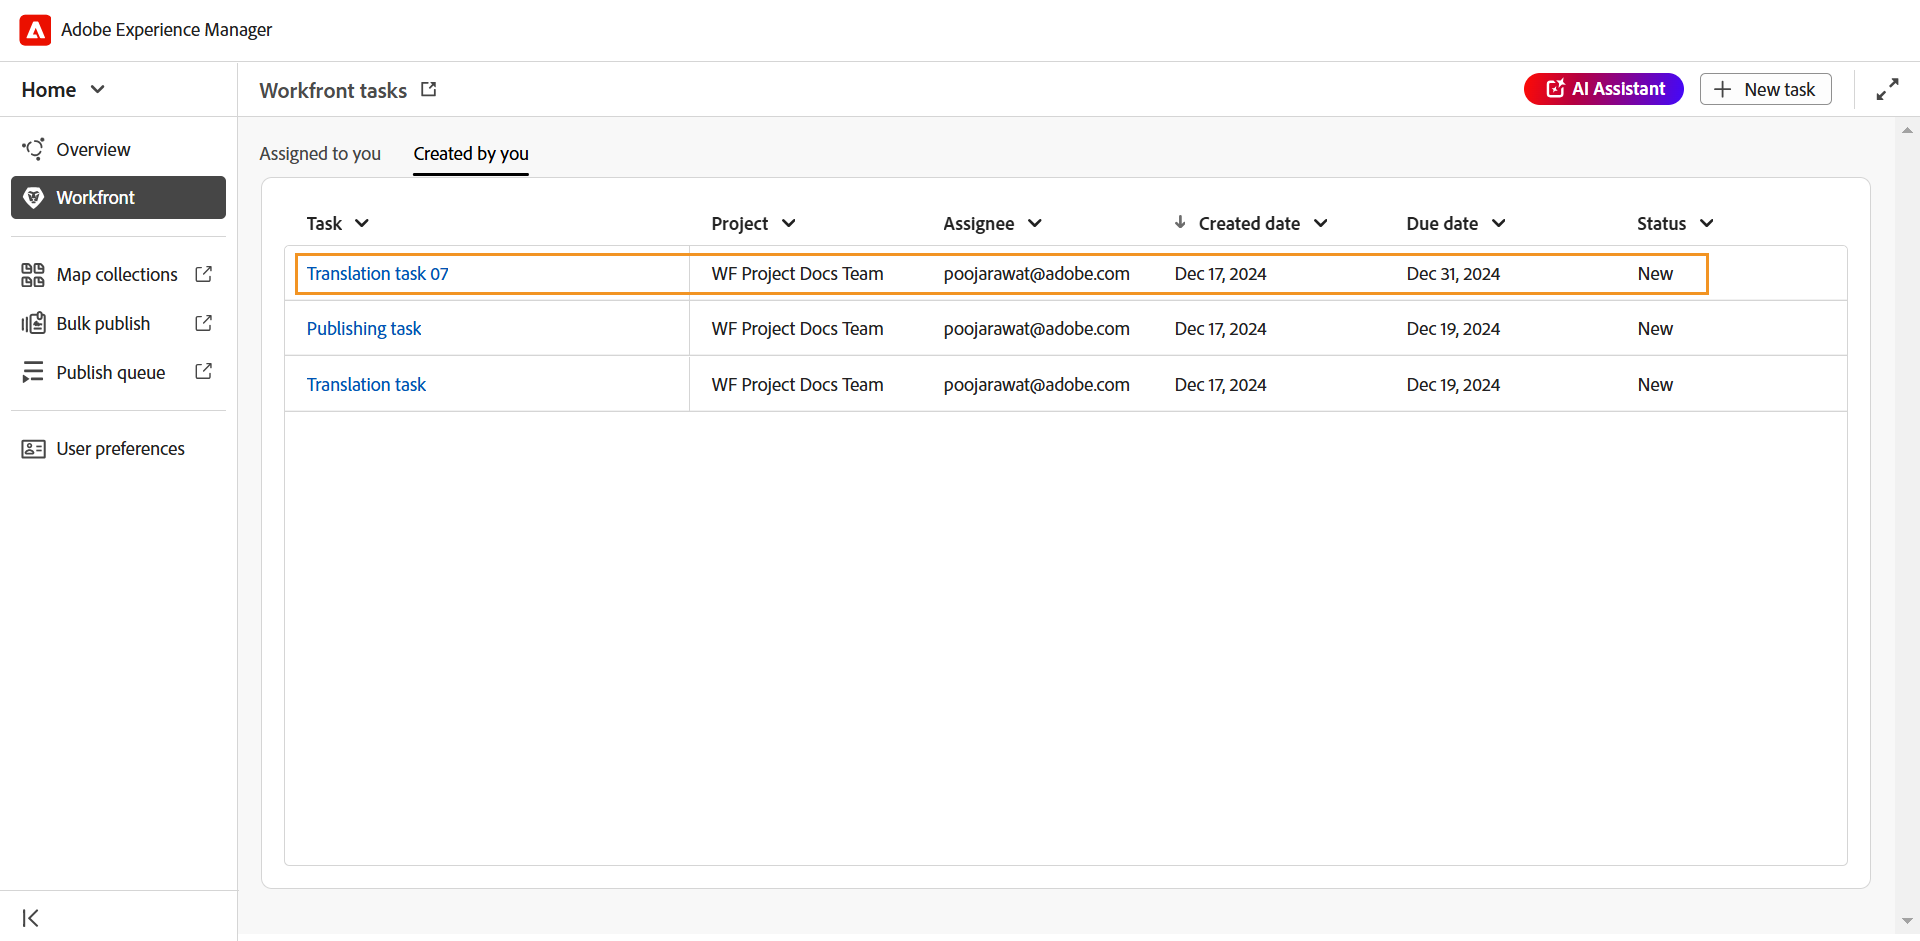 Adobe Experience Manager
Home
Workfront tasks
AI Assistant
New task
Overview
Workfront
Map collections
Bulk publish
Publish queue
User preferences
Assigned to you
Created by you
Task Project Assignee Created date Due date Status
Translation task 07 WF Project Docs Team poojarawat@adobe.com Dec 17, 2024 Dec 31, 2024 New
Publishing task WF Project Docs Team poojarawat@adobe.com Dec 17, 2024 Dec 19, 2024 New
Translation task WF Project Docs Team poojarawat@adobe.com Dec 17, 2024 Dec 19, 2024 New